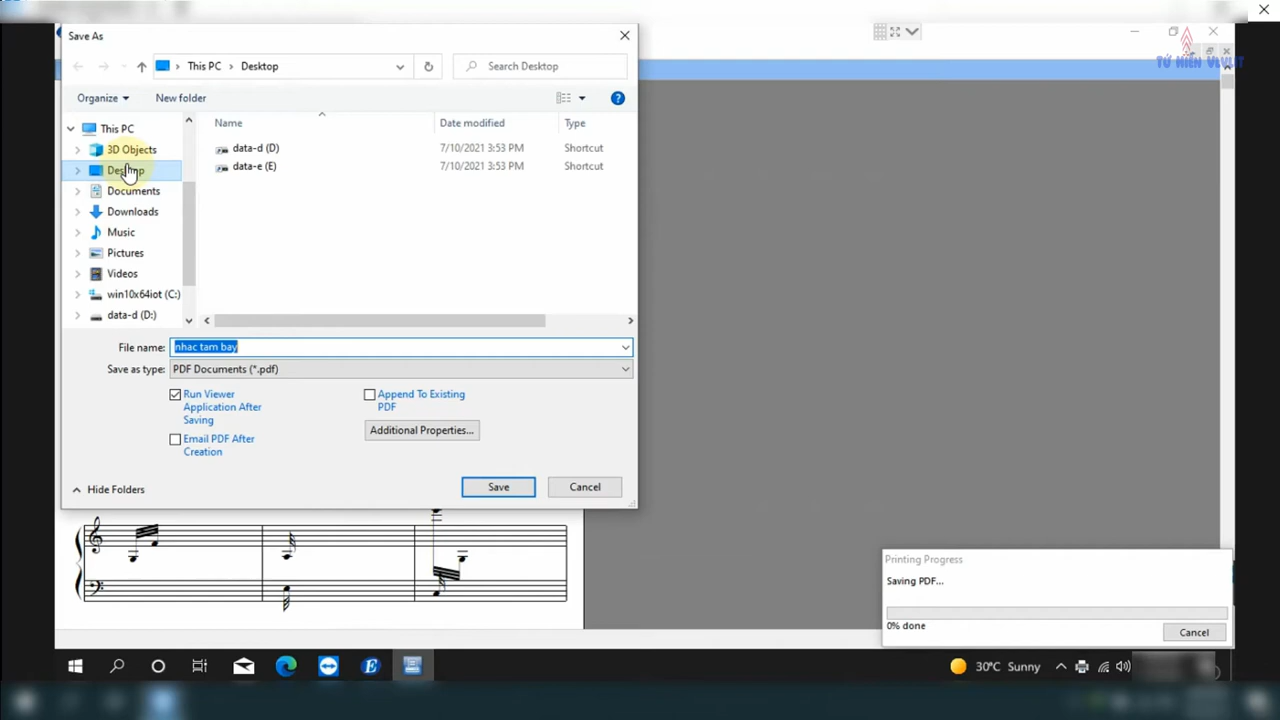 Save As
This PC > Desktop
Search Desktop
Organize
New folder
Name
Date modified
Type
This PC
3D Objects
Desktop
Documents
Downloads
Music
Pictures
Videos
win10x64iot (C:)
data-d (D:)
data-d (D) 7/10/2021 3:53 PM Shortcut
data-e (E) 7/10/2021 3:53 PM Shortcut
File name: nhac tam bay
Save as type: PDF Documents (*.pdf)
Run Viewer
Application After
Saving
Email PDF After
Creation
Append To Existing
PDF
Additional Properties...
Hide Folders
Save
Cancel
Printing Progress
Saving PDF...
0% done
Cancel
30°C Sunny